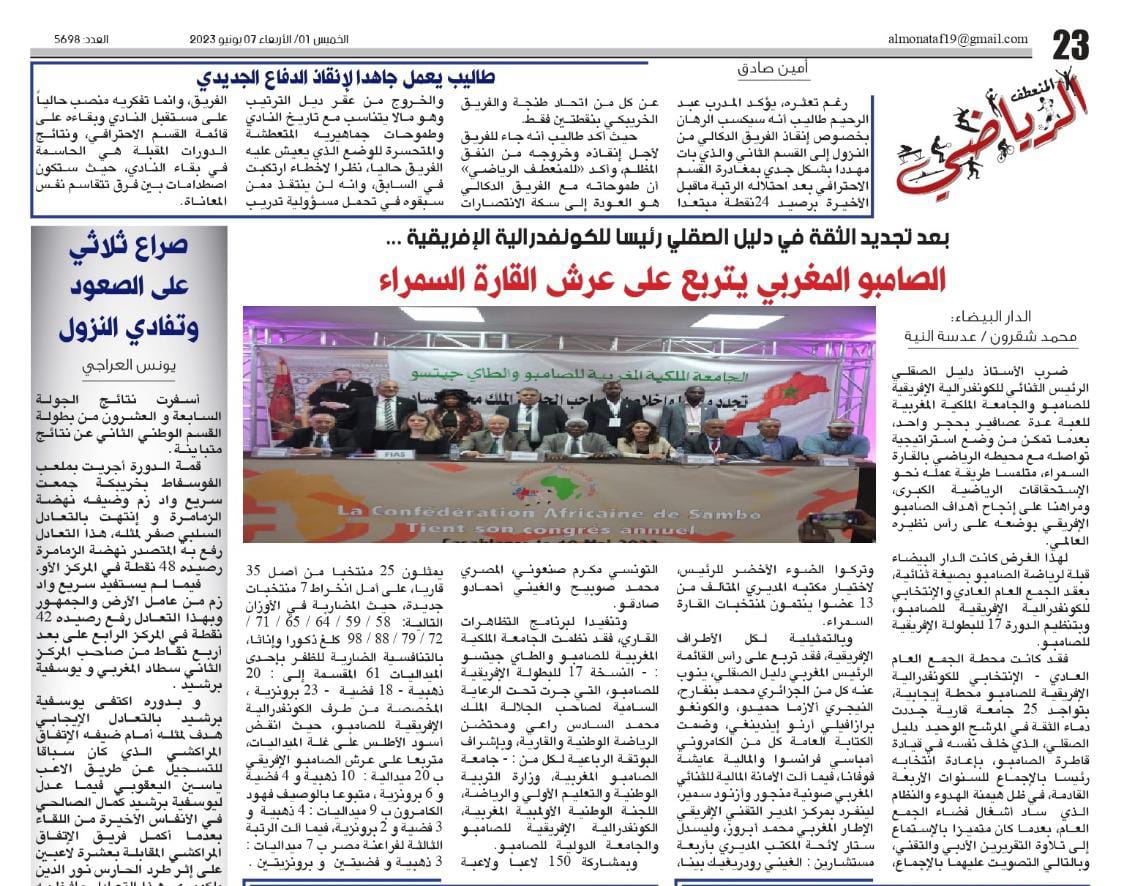 23
almonataf19@gmail.com
الخميس 01/ الأربعاء 07 يونيو 2023
العدد: 5698
المنعطف
الرياضي
أمين صادق
طاليب يعمل جاهدا لإنقاذ الدفاع الجديدي
رغم تعثره، يؤكد المدرب عبد
الرحيم طاليب انه سيكسب الرهان
بخصوص إنقاذ الفريق الدكالي من
النزول إلى القسم الثاني والذي بات
مهددا بشكل جدي بمغادرة القسم
الاحترافي بعد احتلاله الرتبة ماقبل
الأخيرة برصيد 24نقطة مبتعدا
عن كل من اتحاد طنجة والفريق
الخريبكي بنقطتين فقط.
حيث أكد طاليب انه جاء للفريق
لأجل إنقاذه وخروجه من النفق
المظلم، وأكد «للمنعطف الرياضي»
أن طموحاته مع الفريق الدكالي
هو العودة إلى سكة الانتصارات
والخروج من عقر ديل الترتيب
وهو مالا يتناسب مع تاريخ النادي
وطموحات جماهيريه المتعطشة
والمتحسرة للوضع الذي يعيش عليه
الفريق حالياً، نظرا لاخطاء ارتكبت
في السابق، وانه لن ينتقذ ممن
سبقوه في تحمل مسؤولية تدريب
الفريق، وانما تفكريه منصب حالياً
على مستقبل النادي وبقاءه على
قائمة القسم الاحترافي، ونتائج
الدورات المقبلة هي الحاسمة
في بقاء النادي، حيث ستكون
اصطدامات بين فرق تتقاسم نفس
المعاناة.
بعد تجديد الثقة في دليل الصقلي رئيسا للكونفدرالية الإفريقية ...
الصامبو المغربي يتربع على عرش القارة السمراء
الدار البيضاء:
محمد شقرون / عدسة النية
ضرب الأستاذ دليل الصقلي
الرئيس الثنائي للكونفدرالية الإفريقية
للصامبو والجامعة الملكية المغربية
للعبة عدة عصافير بحجر واحد،
بعدما تمكن من وضع استراتيجية
تواصله مع محيطه الرياضي بالقارة
السمراء، متلمسا طريقة عمله نحو
الإستحقاقات الرياضية الكبرى،
ومراهنا على إنجاح أهداف الصامبو
الإفريقي بوضعه على رأس نظيره
العالمي.
لهذا الغرض كانت الدار البيضاء
قبلة لرياضة الصامبو بصيغة ثنائية،
بعقد الجمع العام العادي والإنتخابي
للكونفدرالية الإفريقية للصامبو،
وبتنظيم الدورة 17 للبطولة الإفريقية
للصامبو.
فقد كانت محطة الجمع العام
العادي - الإنتخابي للكونفدرالية
الإفريقية للصامبو محطة إيجابية،
بتواجد 25 جامعة قارية جددت
دماء الثقة في المرشح الوحيد دليل
الصقلي، الذي خلف نفسه في قيادة
قاطرة الصامبو، بإعادة انتخابه
رئيسا بالإجماع للسنوات الأربعة
القادمة، في ظل هيمنة الهدوء والنظام
الذي ساد أشغال فضاء الجمع
العام، بعدما كان متميزا بالإستماع
إلى تلاوة التقريرين الأدبي والتقني،
وبالتالي التصويت عليهما بالإجماع،
الجامعة الملكية المغربية للصامبو والطاي جيتسو
FIAS
La Confédération Africaine de Sambo
Tient son congrès annuel
وتركوا الضوء الأخضر للرئيس،
لاختيار مكتبه المديري المتالف من
13 عضوا ينتمون لمنتخبات القارة
السمراء.
وبالتمثيلية لكل الأطراف
الإفريقية، فقد تربع على رأس القائمة
الرئيس المغربي دليل الصقلي، ينوب
عنه كل من الجزائري محمد بنفارح،
النيجري ألازما حميدو، والكونغو
برازافيلي أرنو إيندينغي، وضمت
الكتابة العامة كل من الكاميروني
أمباسي فرانسوا والمالية عايشة
فوفانا، فيما آلت الأمانة المالية للثنائي
المغربي صونية منجور وأزنود سمير،
لينفرد بمركز المدير التقني الإفريقي
الإطار المغربي محمد أبروز، وليسدل
ستار لائحة المكتب المديري بأربعة
مستشارين : الغيني رودريغيك بينا،
التونسي مكرم صنعوني، المصري
محمد صوبيح والغيني أحمادو
صادقو.
وتنفيدا لبرنامج التظاهرات
القاري، فقد نظمت الجامعة الملكية
المغربية للصامبو والطاي جيتسو
: - النسخة 17 للبطولة الإفريقية
للصامبو، التي جرت تحت الرعاية
السامية لصاحب الجلالة الملك
محمد السادس راعي ومحتضن
الرياضة الوطنية والقارية، وبإشراف
البوتقة الرباعية لكل من : - جامعة
الصامبو المغربية، وزارة التربية
الوطنية والتعليم الأولي والرياضة،
اللجنة الوطنية الأولمبية المغربية،
الكونفدرالية الإفريقية للصامبو
والجامعة الدولية للصامبو.
وبمشاركة 150 لاعبا ولاعبة
يمثلون 25 منتخبا من أصل 35
قاريا، على أمل انخراط 7 منتخبات
جديدة، حيث المضاربة في الأوزان
التالية: 58 / 59 / 64 / 65 / 71 /
72 / 79 / 88 / 98 كلغ ذكورا وإناثا،
بالتنافسية الضارية للظفر بإحدى
الميداليات 61 المقسمة إلى : 20
ذهبية - 18 فضية - 23 برونزية ،
المخصصة من طرف الكونفدرالية
الإفريقية للصامبو، حيث انقض
أسود الأطلس على غلة الميداليات،
متربعا على عرش الصامبو الإفريقي
ب 20 ميدالية : 10 ذهبية و 4 فضية
و 6 برونزية ، متبوعا بالوصيف فهود
الكامرون ب 9 ميداليات : 4 ذهبية و
3 فضية و 2 برونزية، فيما آلت الرتبة
الثالثة لفراعنة مصر ب 7 ميداليات :
3 ذهبية و فضيتين و برونزيتين .
صراع ثلاثي
على الصعود
وتفادي النزول
يونس العراجي
أسفرت نتائج الجولة
السابعة و العشرون من بطولة
القسم الوطني الثاني عن نتائج
متباينة.
قمة الدورة أجريت بملعب
الفوسفاط بخريبكة جمعت
سريع واد زم وضيفه نهضة
الزمامرة و إنتهت بالتعادل
السلبي صفر لمثله، هذا التعادل
رفع به المتصدر نهضة الزمامرة
رصيده 48 نقطة في المركز الأو.
فيما لم يستفيد سريع واد
زم من عامل الأرض والجمهور
وبهذا التعادل رفع رصيده 42
نقطة في المركز الرابع على بعد
أربع نقاط من صاحب المركز
الثاني سطاد المغربي و يوسفية
برشيد .
و بدوره اكتفى يوسفية
برشيد بالتعادل الإيجابي
هدف لمثله أمام ضيفه الإتفاق
المراكشي الذي كان سباقا
للتسجيل عن طريق الاعب
ياسين اليعقوبي فيما عدل
ليوسفية برشيد كمال الصالحي
في الأنفاس الأخيرة من اللقاء
بعدما أكمل فريق الإتفاق
المراكشي المقابلة بعشرة لاعبين
على إثر طرد الحارس نور الدين